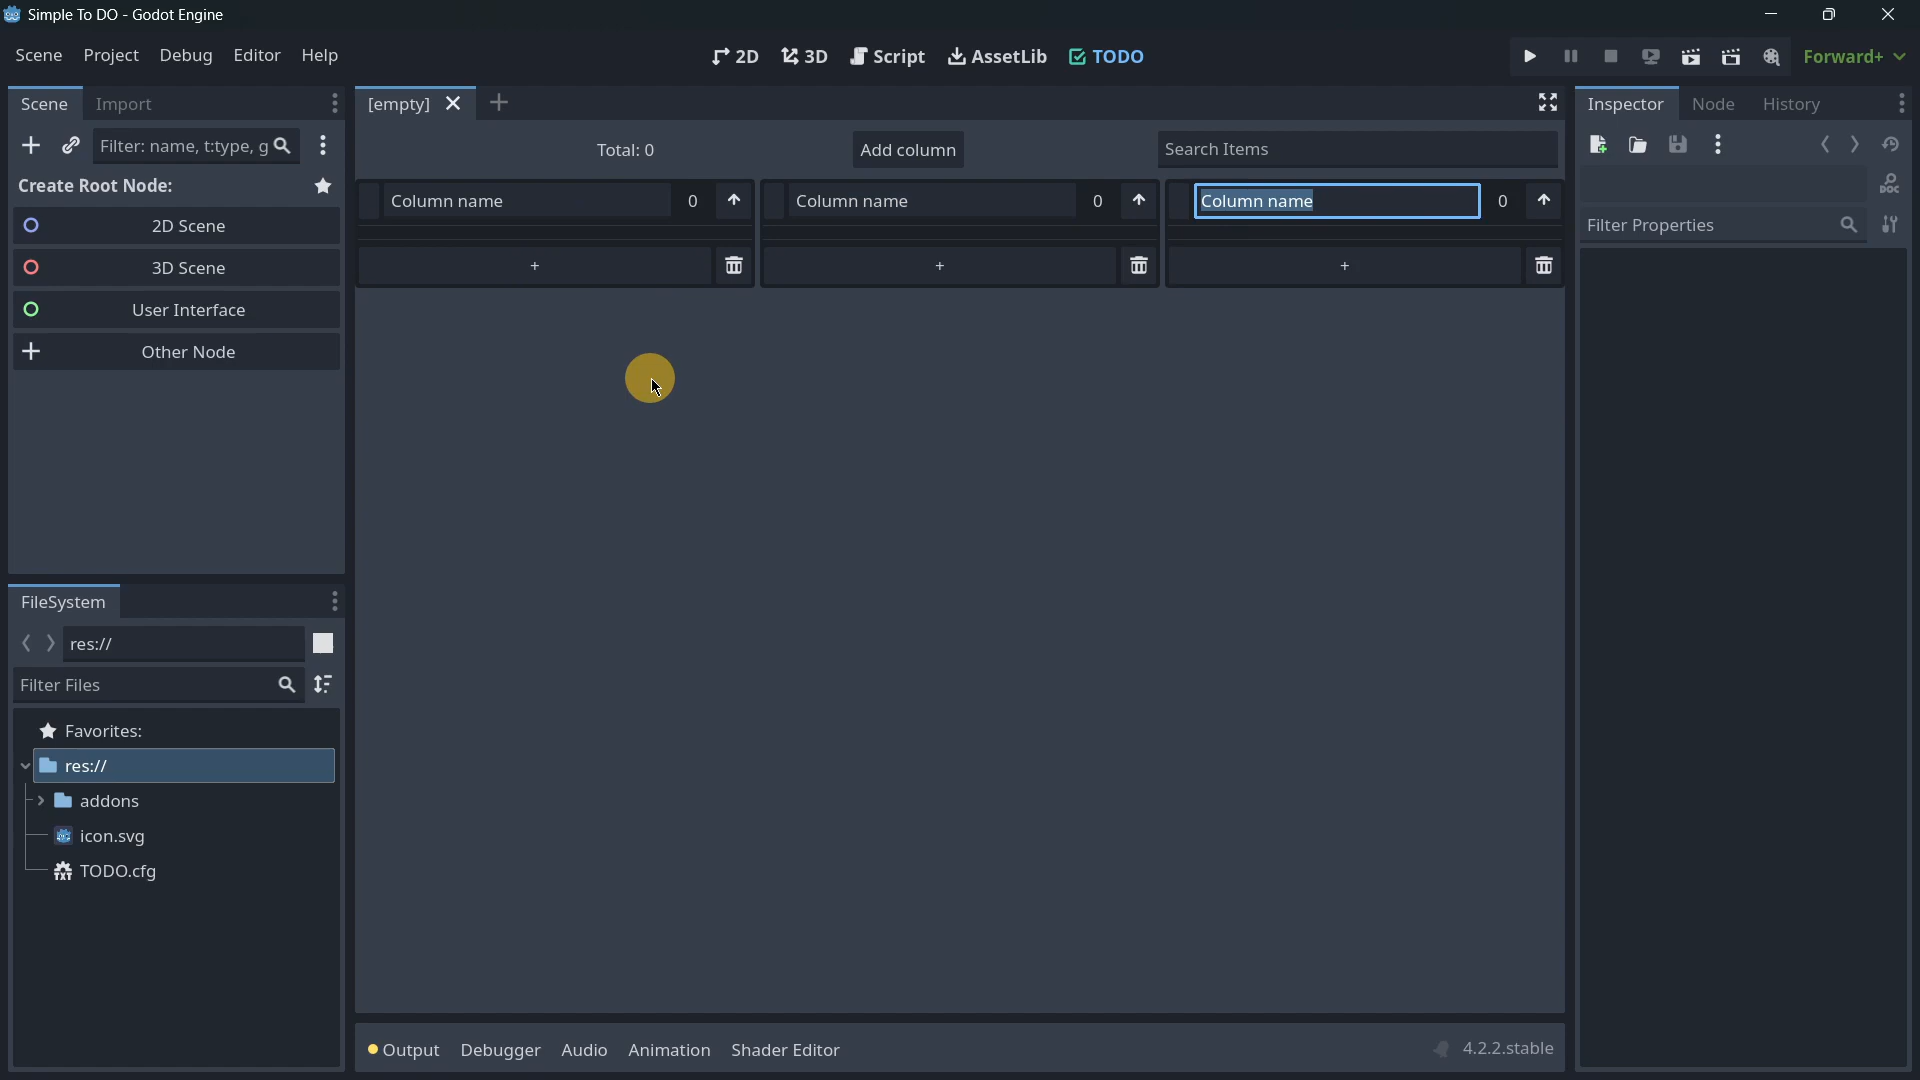 Simple To DO - Godot Engine
Scene Project Debug Editor Help
2D 3D Script AssetLib TODO
Forward+
Scene Import
Filter: name, t:type, g
Create Root Node:
2D Scene
3D Scene
User Interface
Other Node
FileSystem
res://
Filter Files
Favorites:
res://
addons
icon.svg
TODO.cfg
[empty]
Total: 0 Add column Search Items
Column name 0 Column name 0 Column name 0
+ + +
Output Debugger Audio Animation Shader Editor 4.2.2.stable
Inspector Node History
DOC
Filter Properties